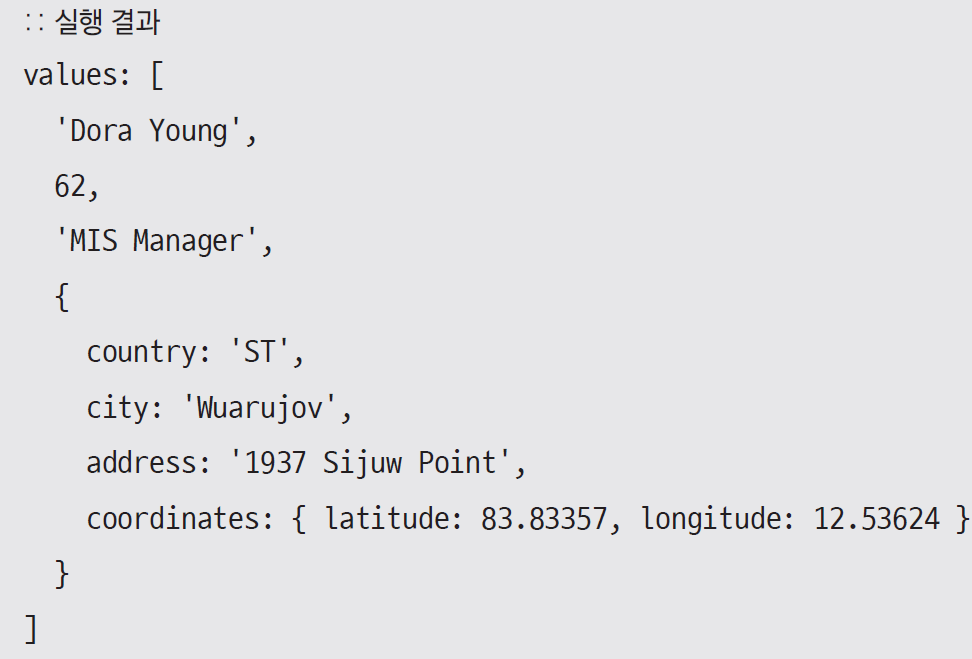 :: 실행 결과
values: [
  'Dora Young',
  62,
  'MIS Manager',
  {
    country: 'ST',
    city: 'Wuarujov',
    address: '1937 Sijuw Point',
    coordinates: { latitude: 83.83357, longitude: 12.53624 }
  }
]